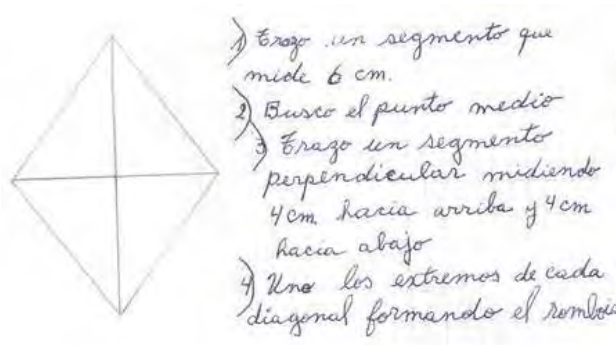 1) Trazo un segmento que
mide 6 cm.
2) Busco el punto medio
3) Trazo un segmento
perpendicular midiendo
4 cm. hacia arriba y 4 cm
hacia abajo
4) Uno los extremos de cada
diagonal formando el